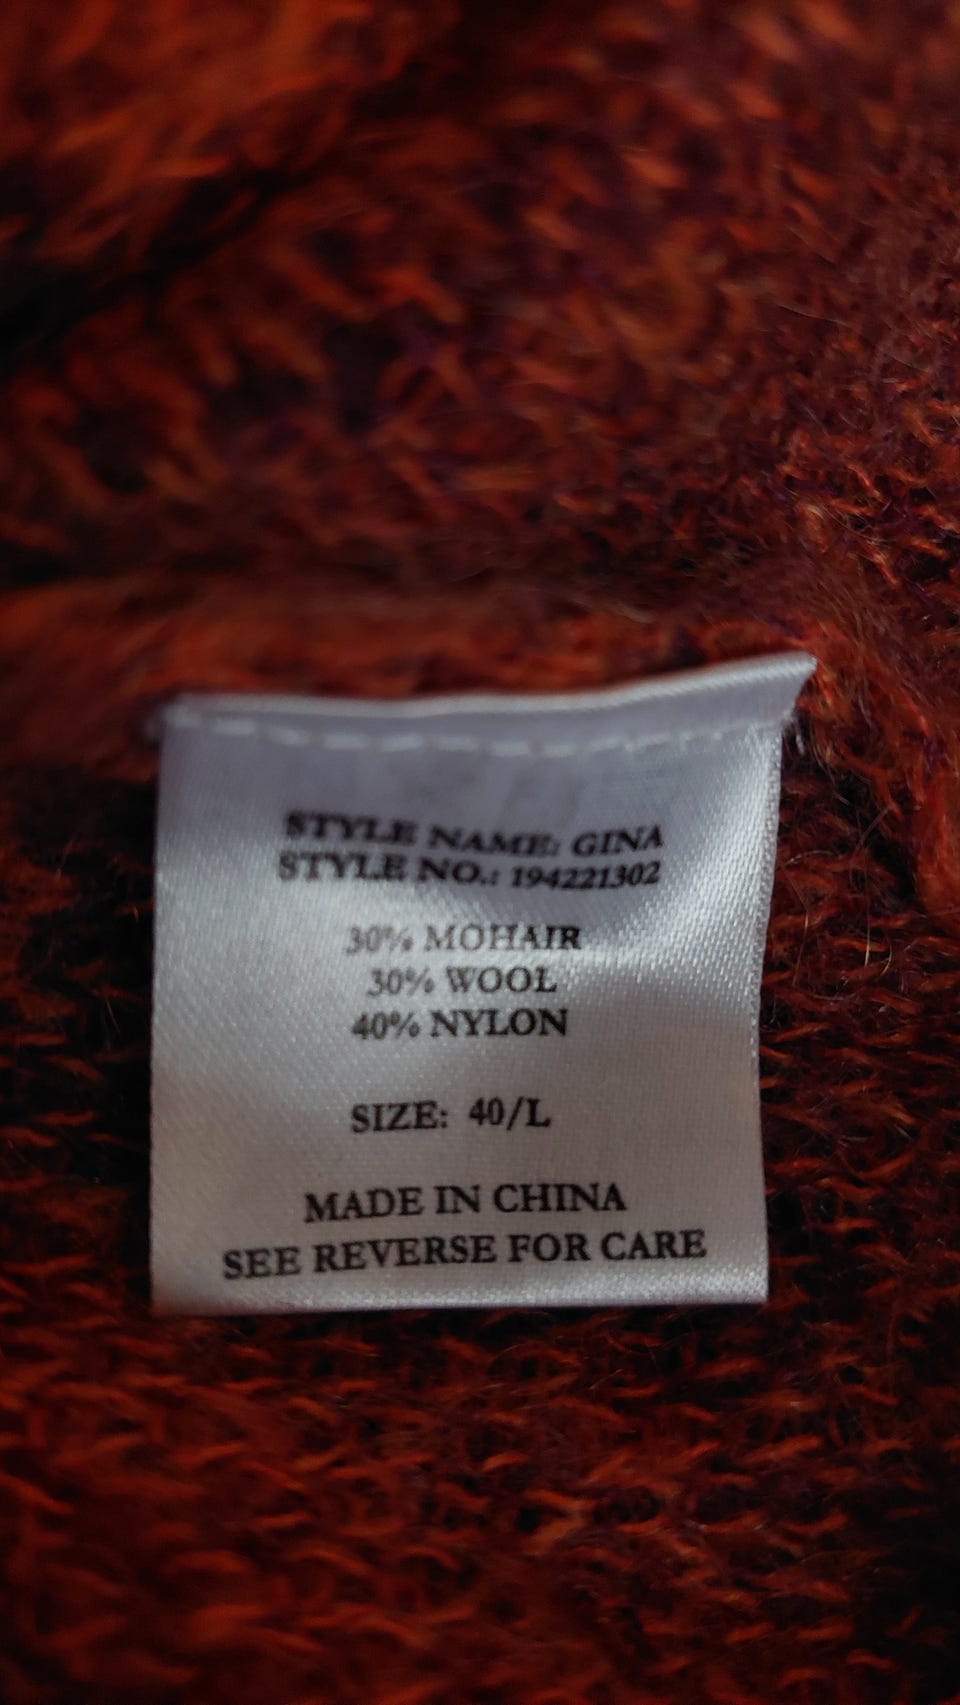 STYLE NAME: GINA
STYLE NO.: 194221302
30% MOHAIR
30% WOOL
40% NYLON
SIZE: 40/L
MADE IN CHINA
SEE REVERSE FOR CARE